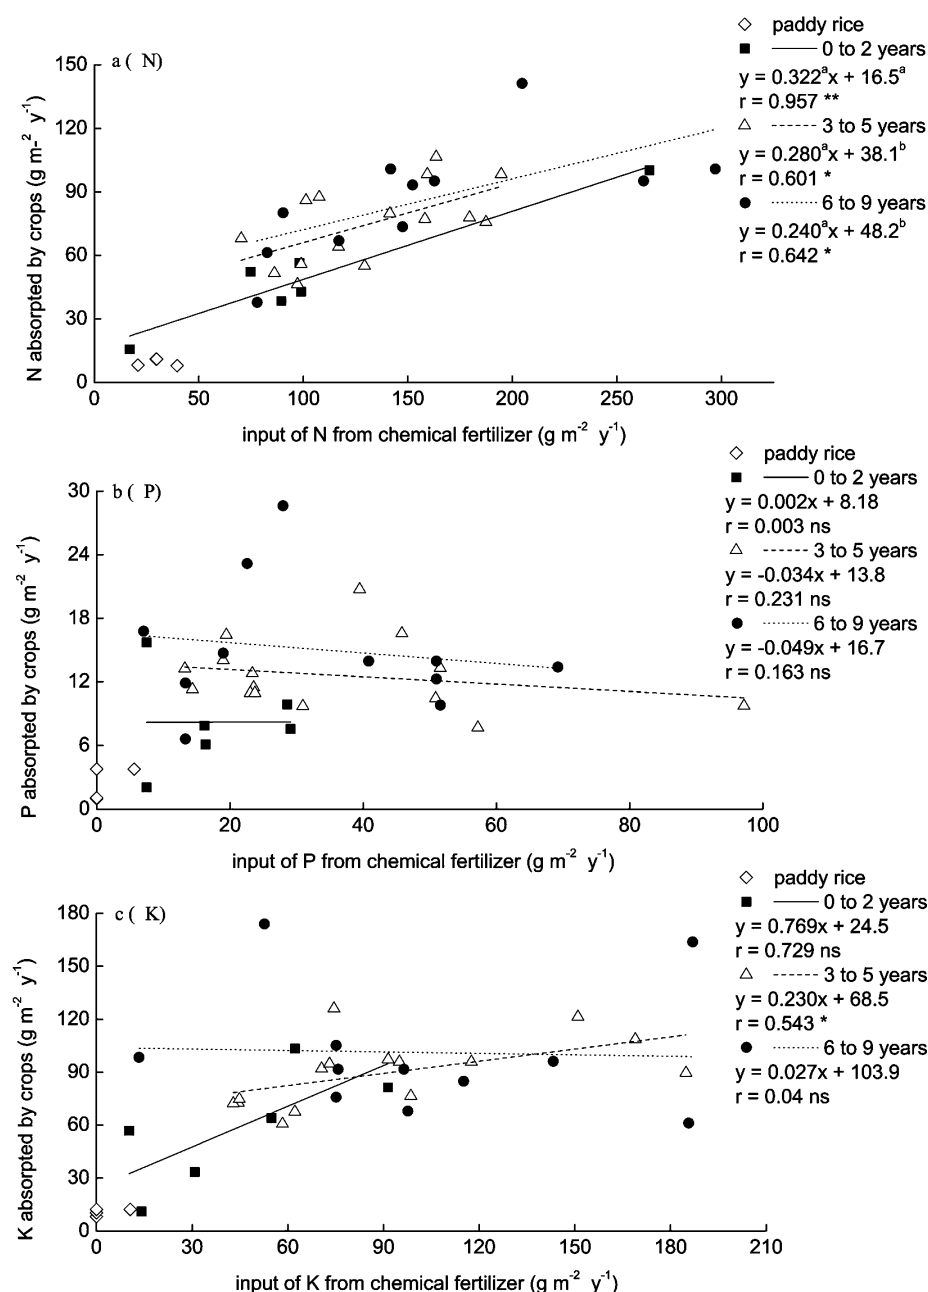 paddy rice
0 to 2 years
y = 0.322ᵃx + 16.5ᵃ
r = 0.957 **
3 to 5 years
y = 0.280ᵃx + 38.1ᵇ
r = 0.601 *
6 to 9 years
y = 0.240ᵃx + 48.2ᵇ
r = 0.642 *
a ( N)
150
120
90
60
30
0
N absorpted by crops (g m⁻² y⁻¹)
0 50 100 150 200 250 300
input of N from chemical fertilizer (g m⁻² y⁻¹)
paddy rice
0 to 2 years
y = 0.002x + 8.18
r = 0.003 ns
3 to 5 years
y = -0.034x + 13.8
r = 0.231 ns
6 to 9 years
y = -0.049x + 16.7
r = 0.163 ns
b ( P)
30
24
18
12
6
0
P absorpted by crops (g m⁻² y⁻¹)
0 20 40 60 80 100
input of P from chemical fertilizer (g m⁻² y⁻¹)
paddy rice
0 to 2 years
y = 0.769x + 24.5
r = 0.729 ns
3 to 5 years
y = 0.230x + 68.5
r = 0.543 *
6 to 9 years
y = 0.027x + 103.9
r = 0.04 ns
c ( K)
180
150
120
90
60
30
0
K absorpted by crops (g m⁻² y⁻¹)
0 30 60 90 120 150 180 210
input of K from chemical fertilizer (g m⁻² y⁻¹)